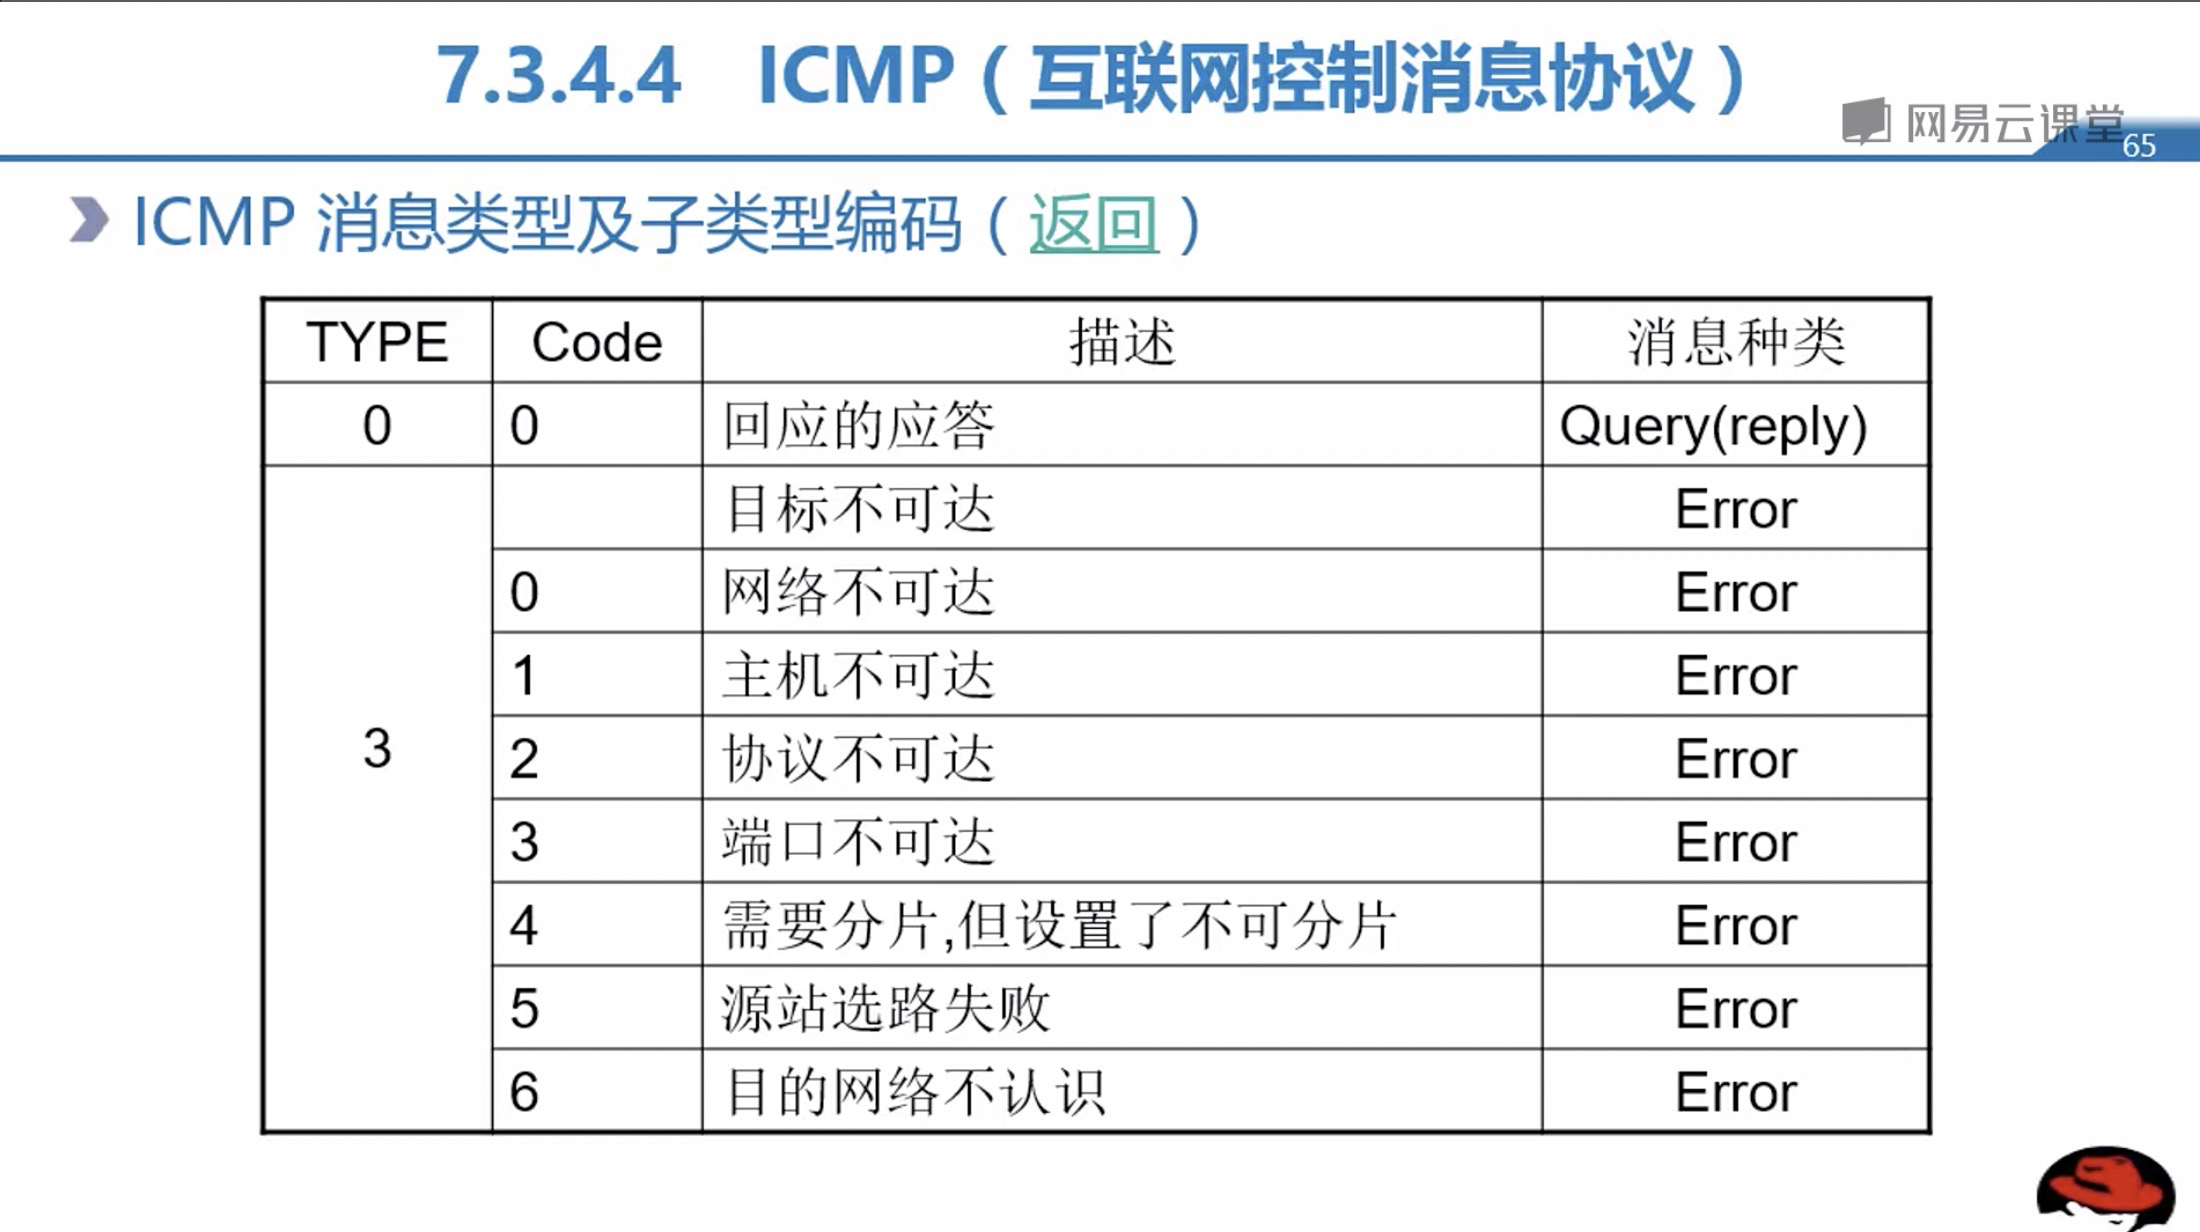 7.3.4.4 ICMP（互联网控制消息协议）
网易云课堂
65
ICMP 消息类型及子类型编码（返回）
TYPE Code 描述 消息种类
0 0 回应的应答 Query(reply)
目标不可达 Error
0 网络不可达 Error
1 主机不可达 Error
3 2 协议不可达 Error
3 端口不可达 Error
4 需要分片,但设置了不可分片 Error
5 源站选路失败 Error
6 目的网络不认识 Error